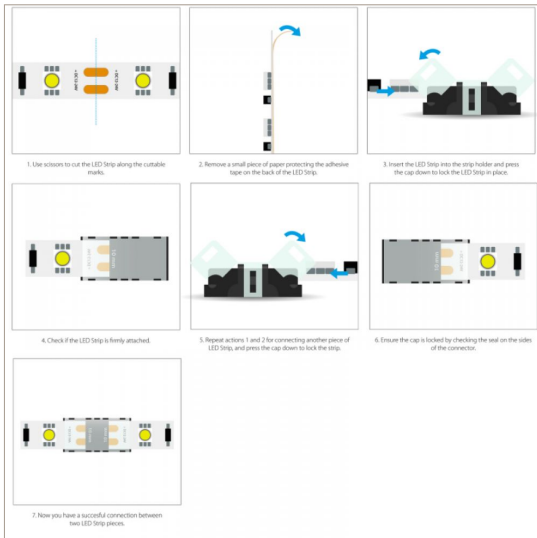 1. Use scissors to cut the LED Strip along the cuttable
marks.
2. Remove a small piece of paper protecting the adhesive
tape on the back of the LED Strip.
3. Insert the LED Strip into the strip holder and press
the cap down to lock the LED Strip in place.
4. Check if the LED Strip is firmly attached.
5. Repeat actions 1 and 2 for connecting another piece of
LED Strip, and press the cap down to lock the strip.
6. Ensure the cap is locked by checking the seal on the sides
of the connector.
7. Now you have a succesful connection between
two LED Strip pieces.